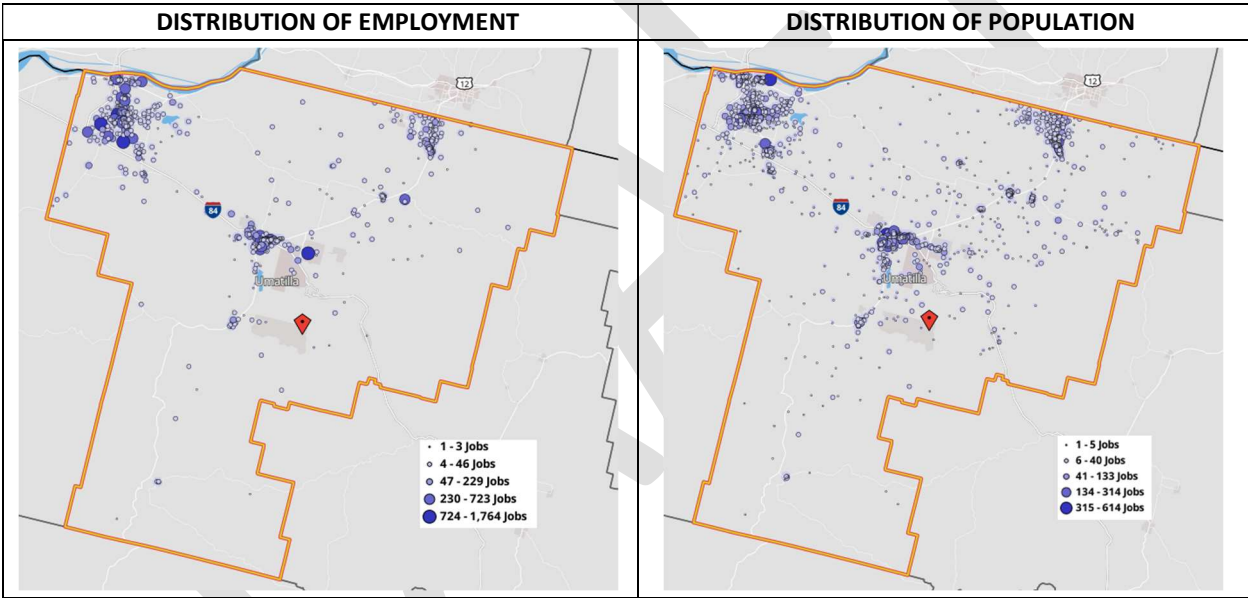 DISTRIBUTION OF EMPLOYMENT
12
84
Umatilla
1 - 3 Jobs
4 - 46 Jobs
47 - 229 Jobs
230 - 723 Jobs
724 - 1,764 Jobs
DISTRIBUTION OF POPULATION
12
84
Umatilla
1 - 5 Jobs
6 - 40 Jobs
41 - 133 Jobs
134 - 314 Jobs
315 - 614 Jobs